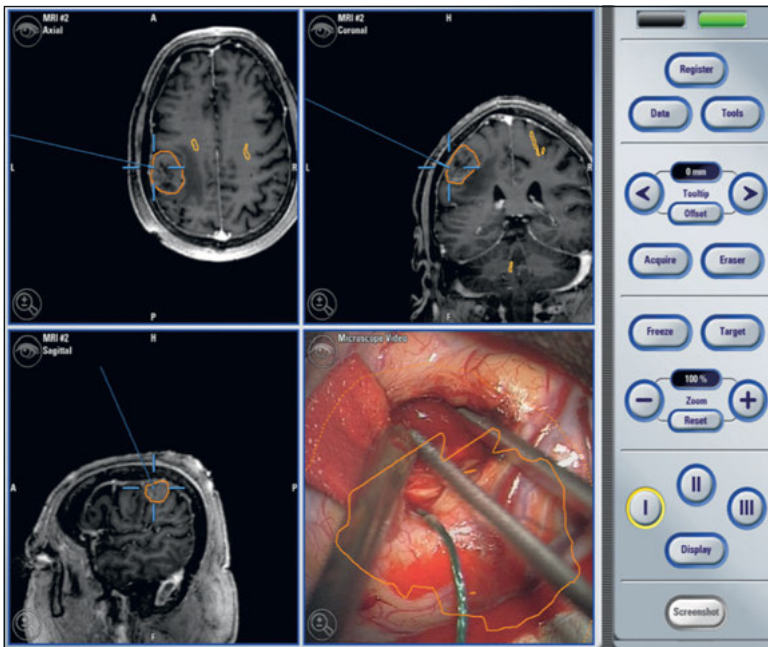 MRI #2
Axial
A
L
R
P
MRI #2
Coronal
H
L
R
F
MRI #2
Sagittal
H
A
P
F
Microscope Video
Register
Data
Tools
0 mm
<
Tooltip
>
Offset
Acquire
Eraser
Freeze
Target
100 %
−
Zoom
+
Reset
I
II
III
Display
Screenshot